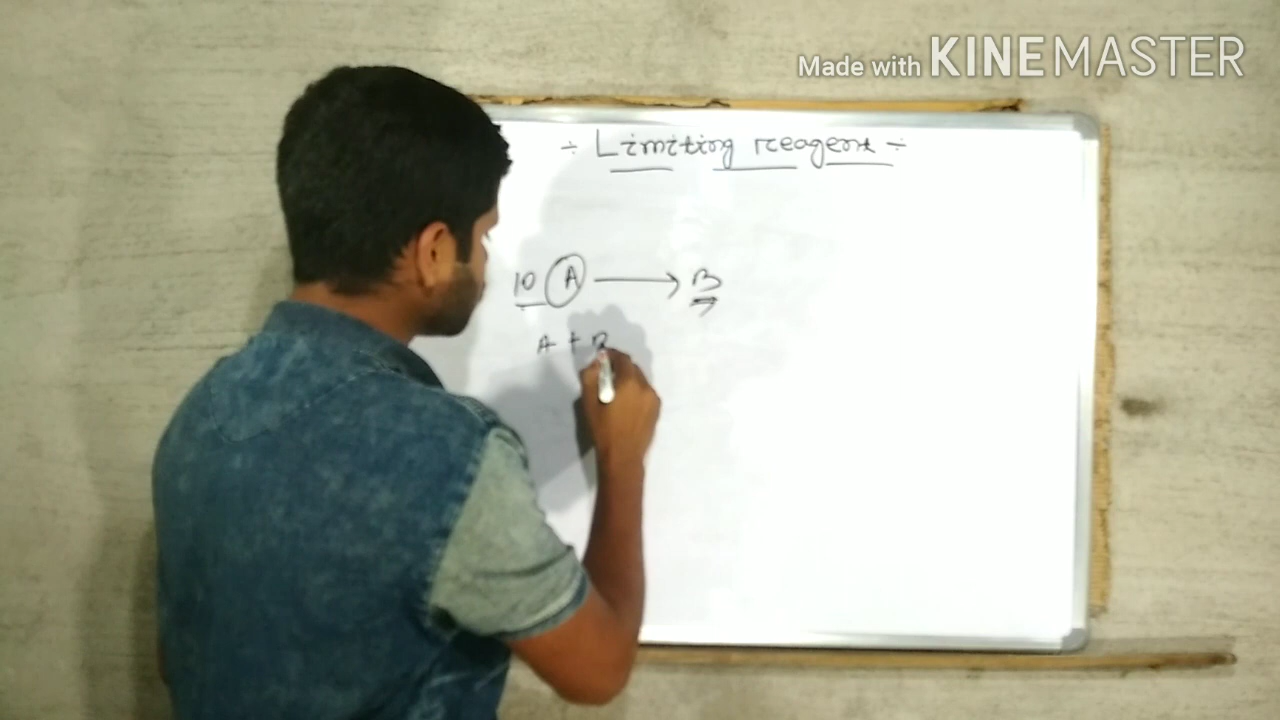 Made with KINEMASTER
÷ Limiting reagent ÷
10 A → B
A + B